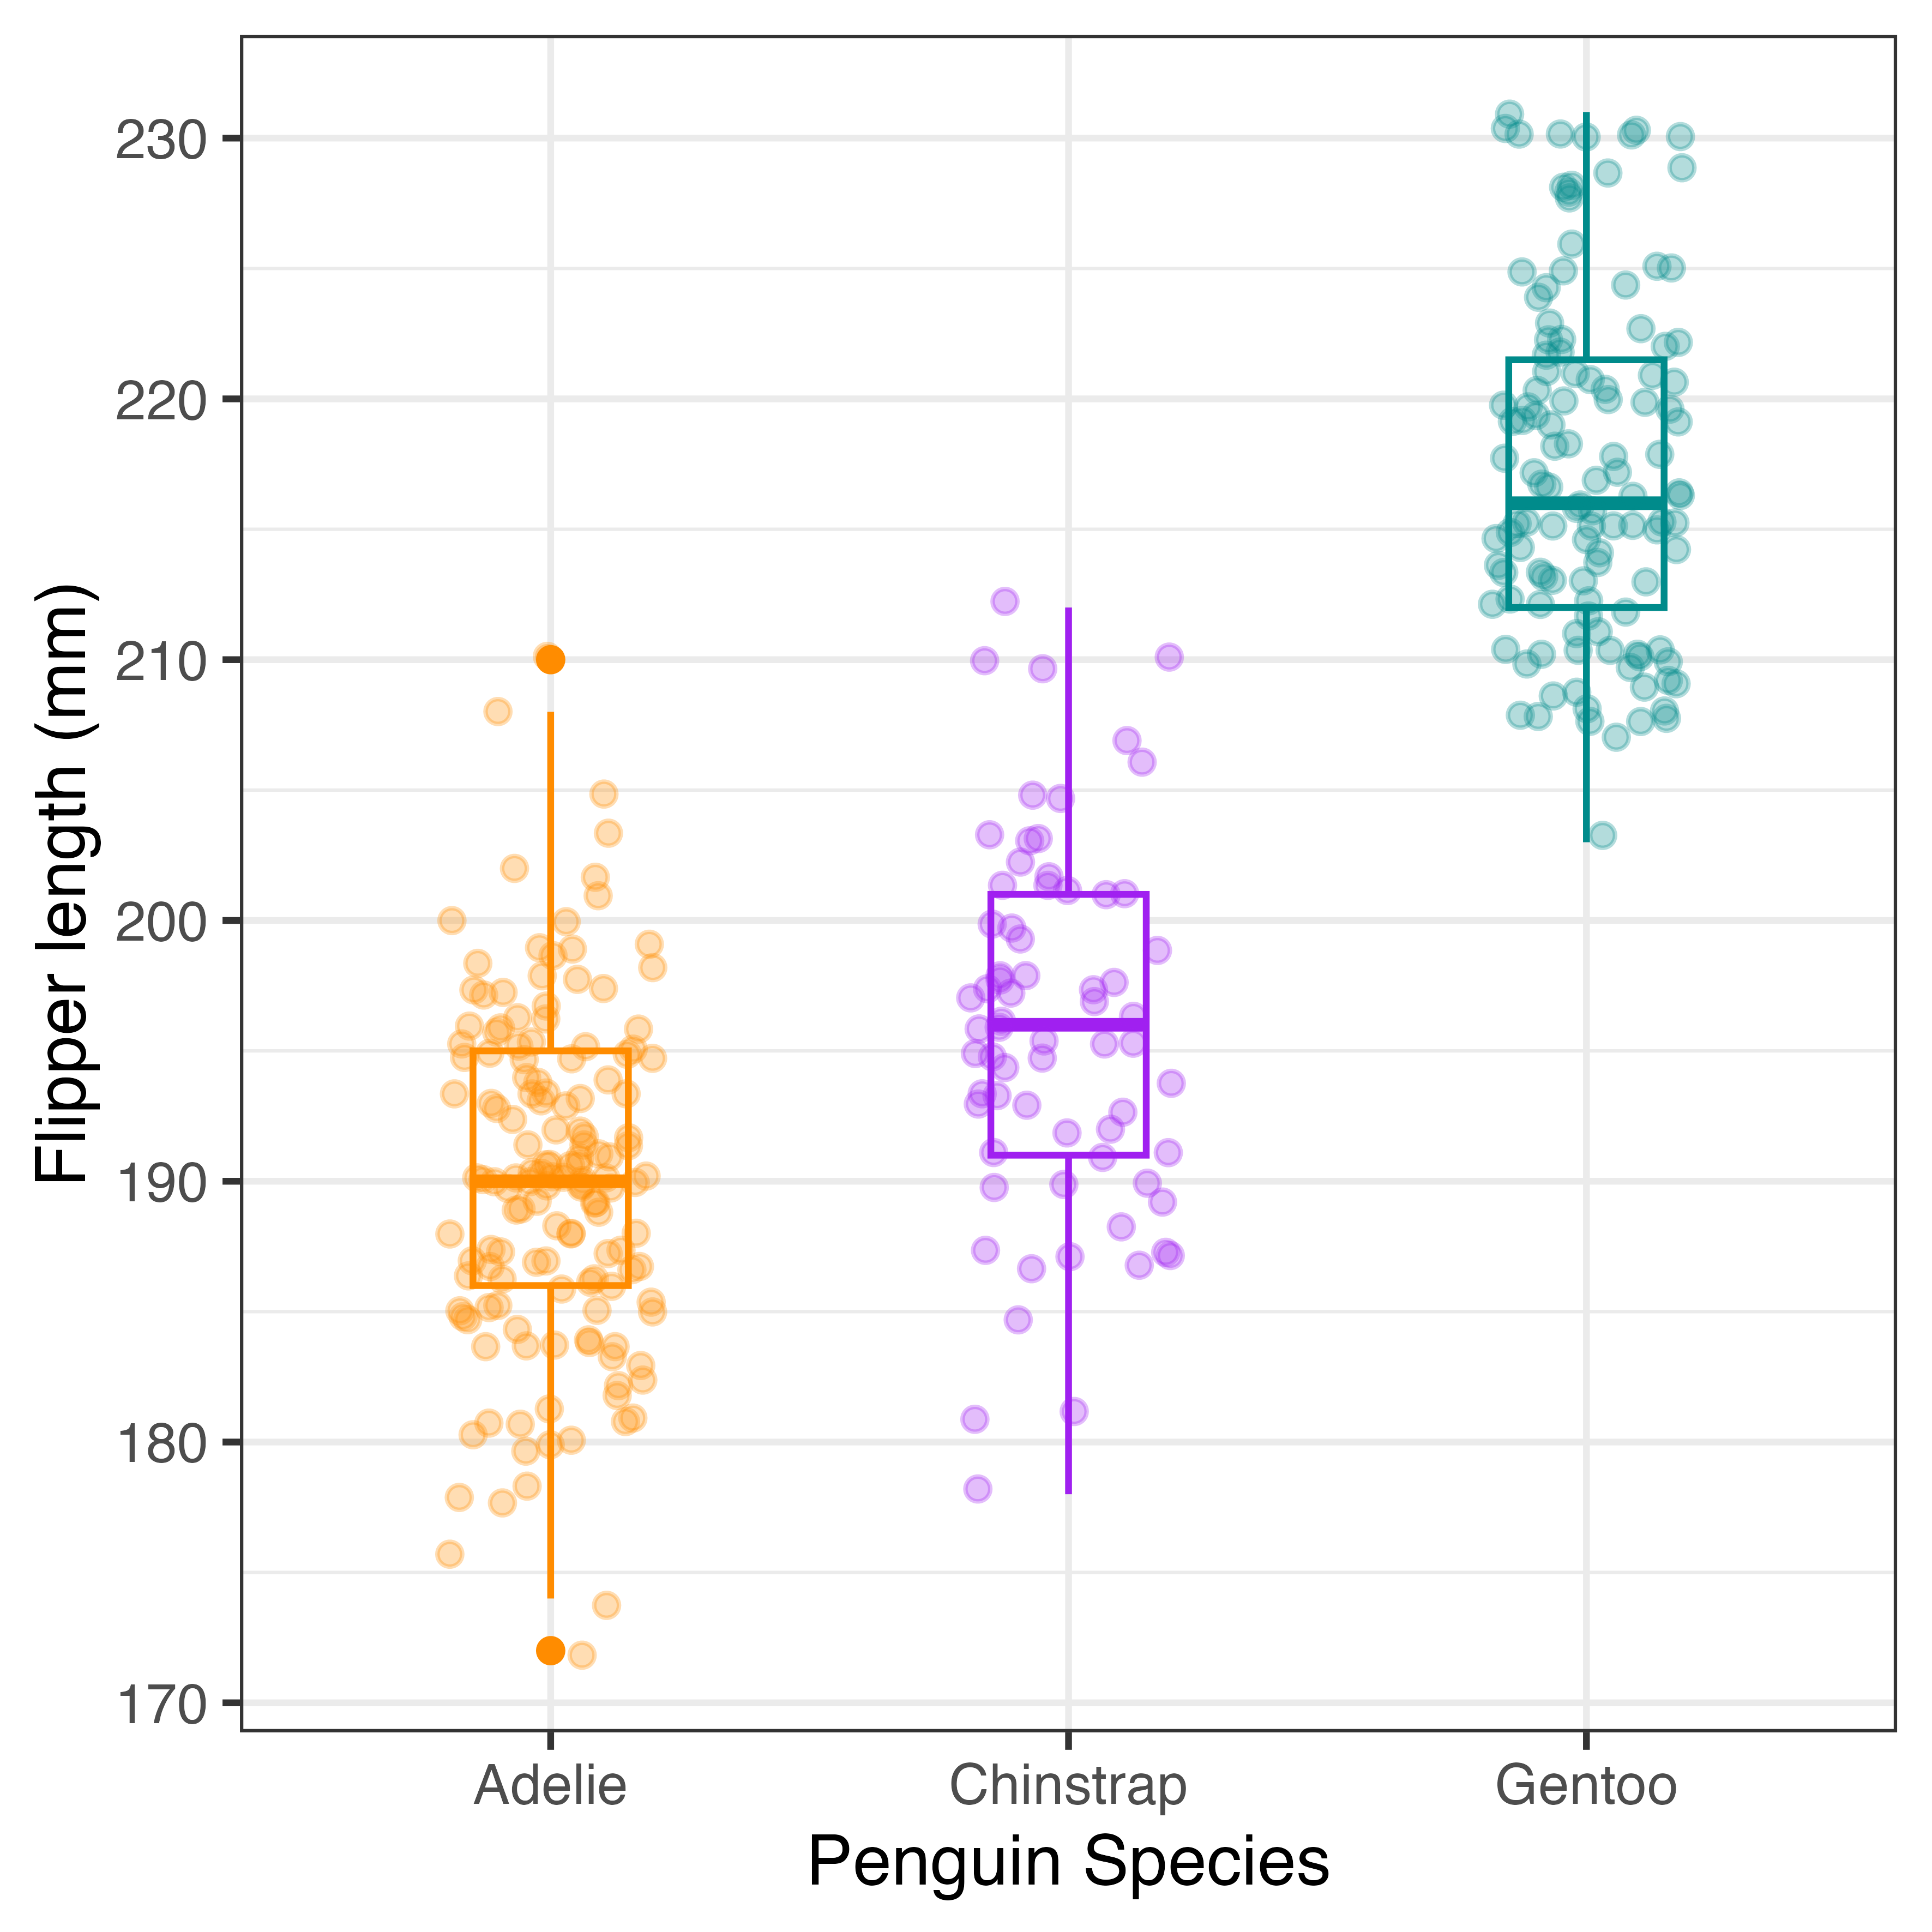 Flipper length (mm)
230
220
210
200
190
180
170
Adelie Chinstrap Gentoo
Penguin Species